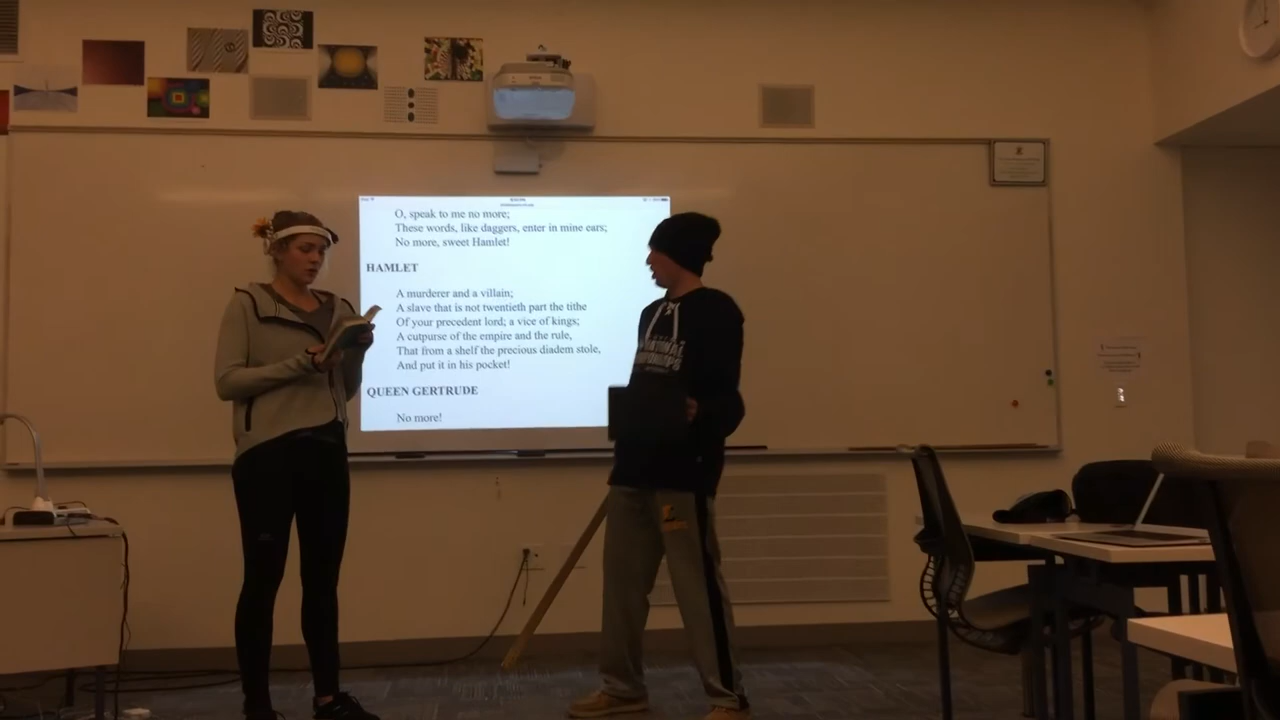 O, speak to me no more;
These words, like daggers, enter in mine ears;
No more, sweet Hamlet!
HAMLET
A murderer and a villain;
A slave that is not twentieth part the tithe
Of your precedent lord; a vice of kings;
A cutpurse of the empire and the rule,
That from a shelf the precious diadem stole,
And put it in his pocket!
QUEEN GERTRUDE
No more!